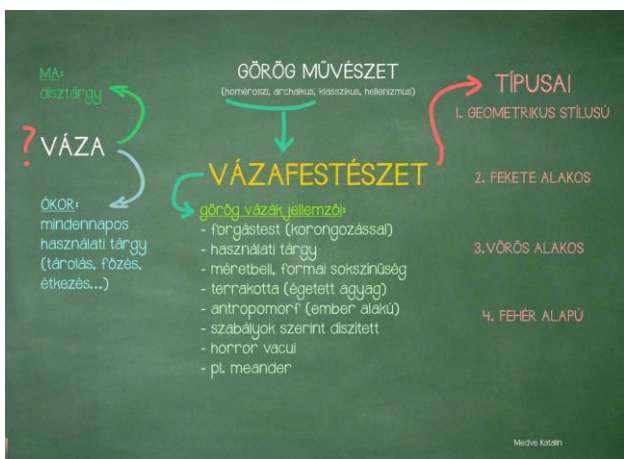 GÖRÖG MŰVÉSZET
(homéroszi, archaikus, klasszikus, hellenizmus)
MA:
dísztárgy
? VÁZA
ÓKOR:
mindennapos
használati tárgy
(tárolás, főzés,
étkezés...)
VÁZAFESTÉSZET
görög vázák jellemzői:
- forgástest (korongozással)
- használati tárgy
- méretbeli, formai sokszínűség
- terrakotta (égetett agyag)
- antropomorf (ember alakú)
- szabályok szerint díszített
- horror vacui
- pl. meander
TÍPUSAI
1. GEOMETRIKUS STÍLUSÚ
2. FEKETE ALAKOS
3.VÖRÖS ALAKOS
4. FEHÉR ALAPÚ
Medve Katalin